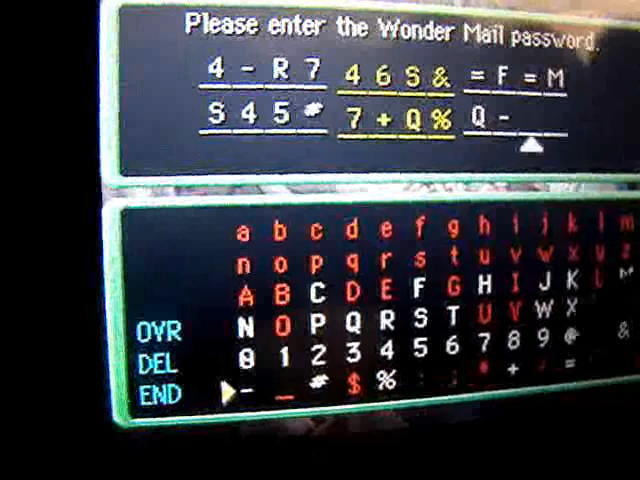 Please enter the Wonder Mail password.
4 - R 7 4 6 S & = F = M
S 4 5 # 7 + Q % Q -
a b c d e f g h i j k l m
n o p q r s t u v w x y z
A B C D E F G H I J K L M
OVR N O P Q R S T U V W X
DEL 0 1 2 3 4 5 6 7 8 9 @ &
END - _ # $ % : ; + =